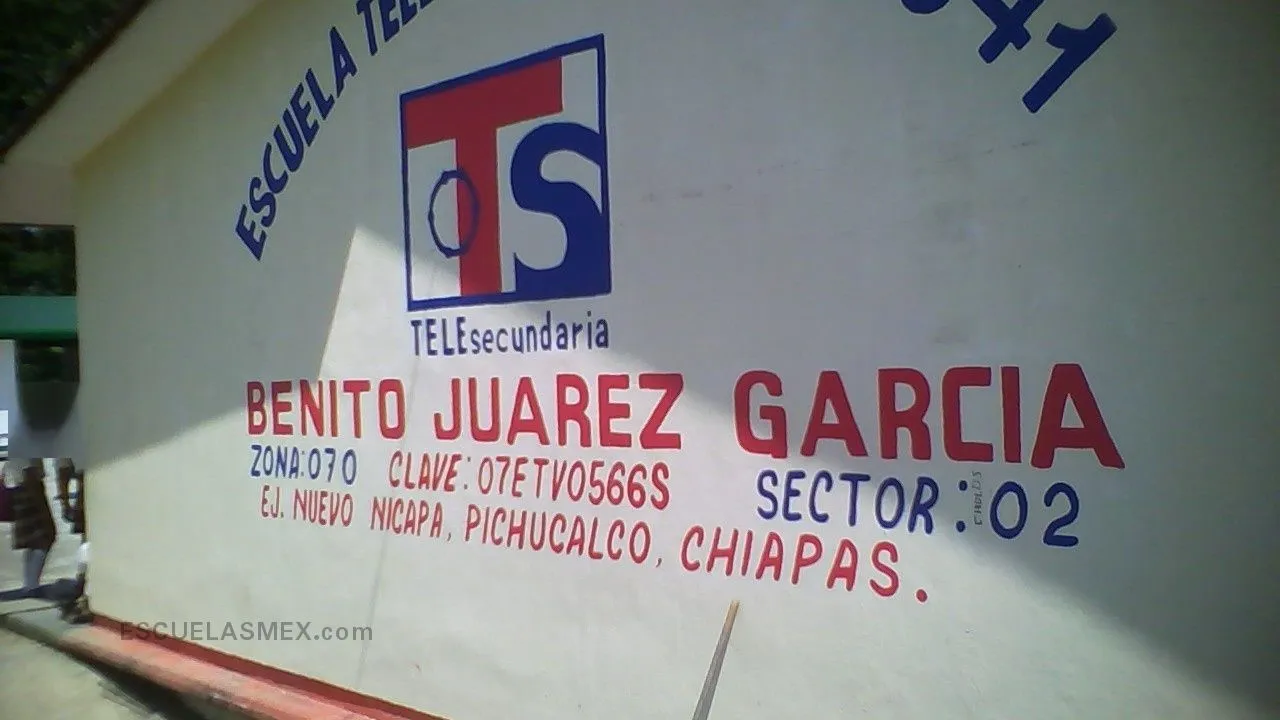 ESCUELA
41
TS
TELEsecundaria
BENITO JUAREZ GARCIA
ZONA:070 CLAVE:07ETV0566S SECTOR:02
EJ. NUEVO NICAPA, PICHUCALCO, CHIAPAS.
ESCUELASMEX.com